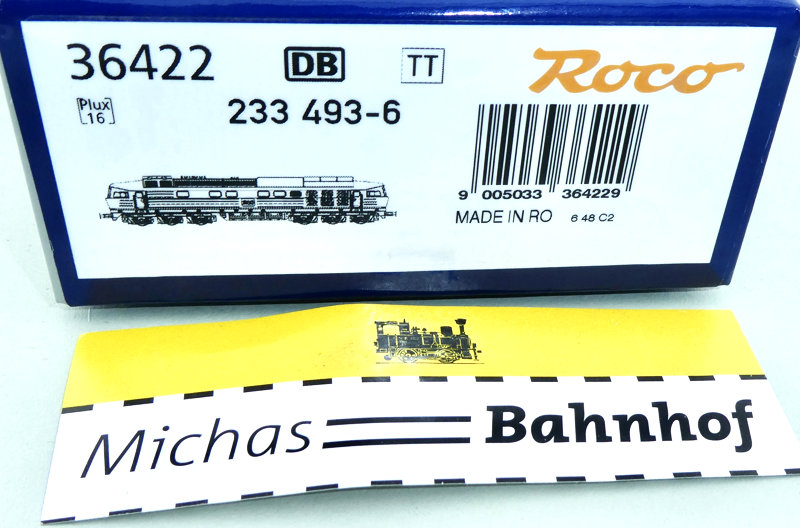 36422 DB TT Roco
Plux 16
233 493-6
9 005033 364229
MADE IN RO 6 48 C2
Michas Bahnhof